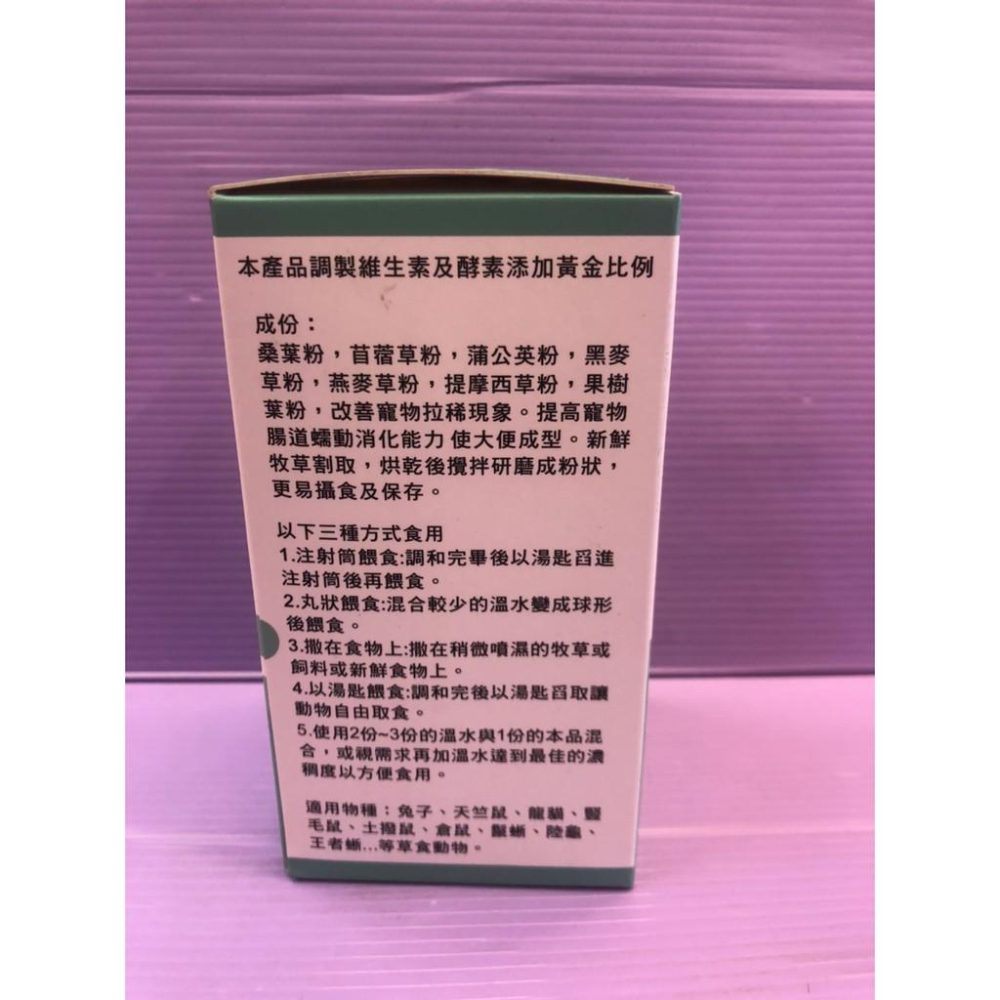 本產品調製維生素及酵素添加黃金比例
成份：
桑葉粉，苜蓿草粉，蒲公英粉，黑麥
草粉，燕麥草粉，提摩西草粉，果樹
葉粉，改善寵物拉稀現象。提高寵物
腸道蠕動消化能力 使大便成型。新鮮
牧草割取，烘乾後攪拌研磨成粉狀，
更易攝食及保存。
以下三種方式食用
1.注射筒餵食:調和完畢後以湯匙舀進
注射筒後再餵食。
2.丸狀餵食:混合較少的溫水變成球形
後餵食。
3.撒在食物上:撒在稍微噴濕的牧草或
飼料或新鮮食物上。
4.以湯匙餵食:調和完後以湯匙舀取讓
動物自由取食。
5.使用2份~3份的溫水與1份的本品混
合，或視需求再加溫水達到最佳的濃
稠度以方便食用。
適用物種：兔子、天竺鼠、龍貓、豎
毛鼠、土撥鼠、倉鼠、鬃蜥、陸龜、
王者蜥...等草食動物。